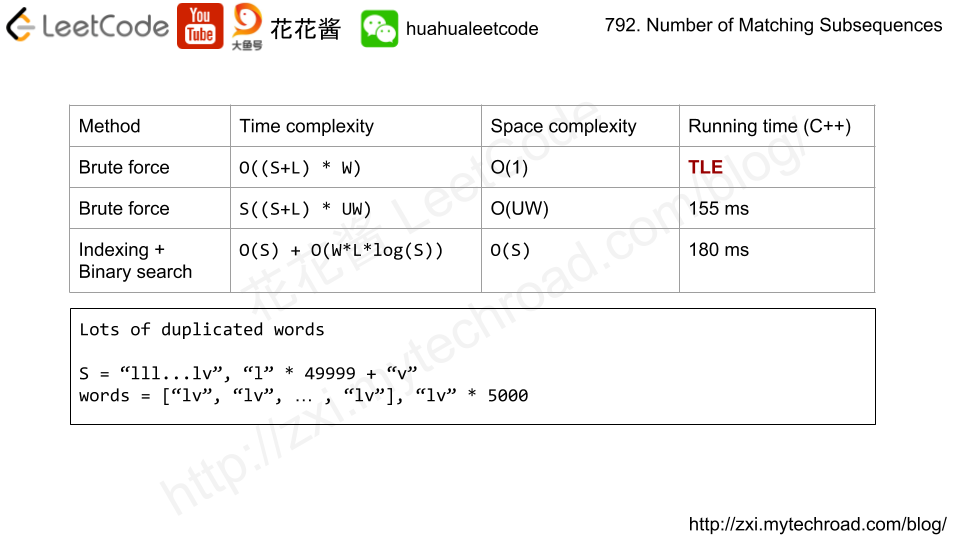 LeetCode You Tube 大鱼号 花花酱 huahualeetcode 792. Number of Matching Subsequences
Method Time complexity Space complexity Running time (C++)
Brute force O((S+L) * W) O(1) TLE
Brute force S((S+L) * UW) O(UW) 155 ms
Indexing + O(S) + O(W*L*log(S)) O(S) 180 ms
Binary search
Lots of duplicated words
S = “lll...lv”, “l” * 49999 + “v”
words = [“lv”, “lv”, … , “lv”], “lv” * 5000
花花酱 LeetCode
http://zxi.mytechroad.com/blog/
http://zxi.mytechroad.com/blog/